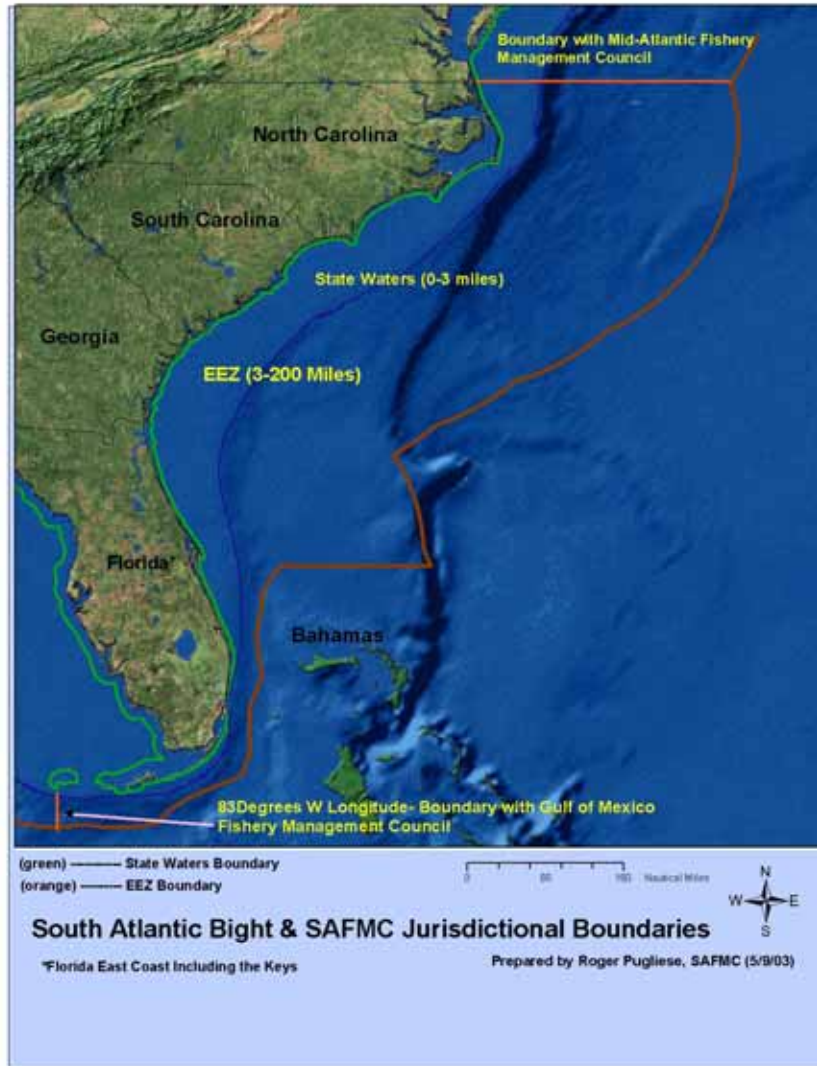 Boundary with Mid-Atlantic Fishery
Management Council
North Carolina
South Carolina
State Waters (0-3 miles)
Georgia
EEZ (3-200 Miles)
Florida*
Bahamas
83Degrees W Longitude- Boundary with Gulf of Mexico
Fishery Management Council
(green) ——— State Waters Boundary
(orange) ——— EEZ Boundary
0 80 160 Nautical Miles
N
W E
S
South Atlantic Bight & SAFMC Jurisdictional Boundaries
*Florida East Coast Including the Keys
Prepared by Roger Pugliese, SAFMC (5/9/03)